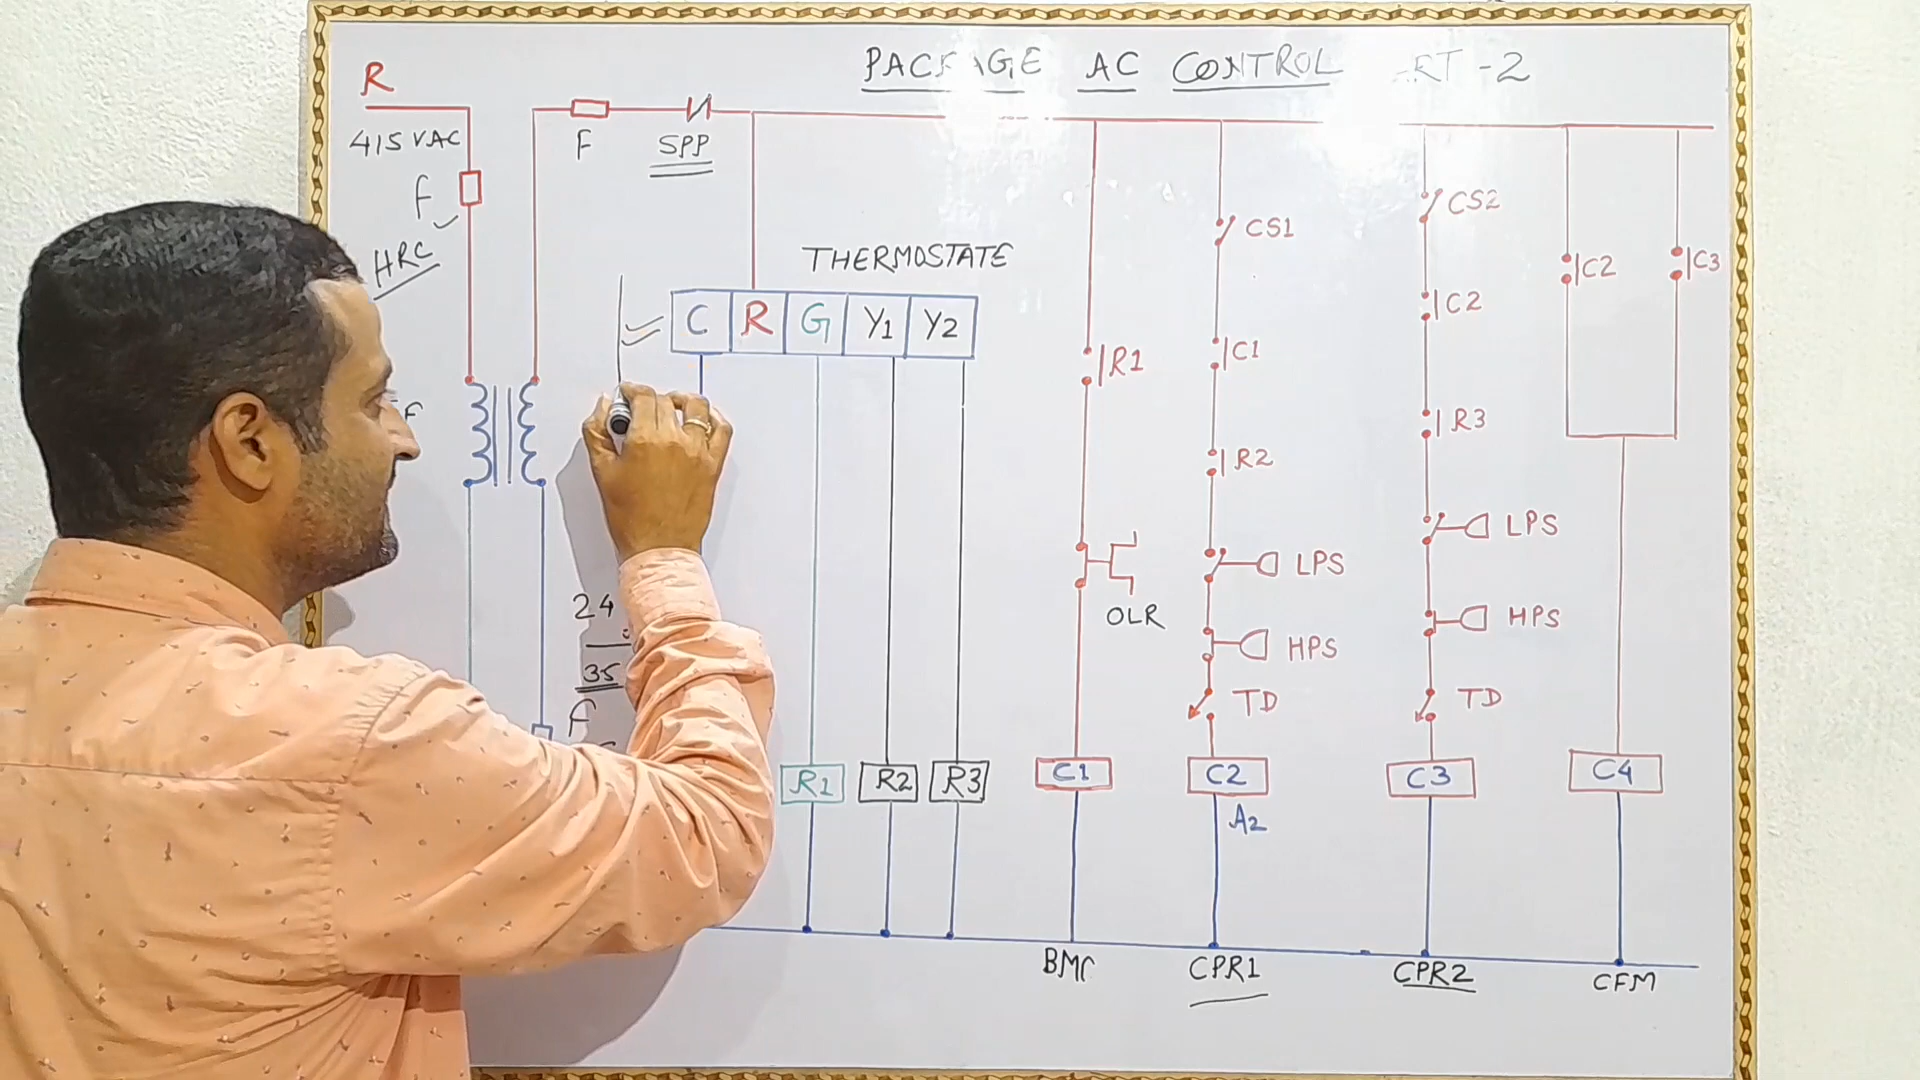 PACKAGE AC CONTROL -2
R
415 VAC
F
HRC
F
SPP
THERMOSTATE
C R G Y1 Y2
R1
OLR
CS1
C1
R2
LPS
HPS
TD
CS2
C2
R3
LPS
HPS
TD
C2
C3
24
35
F
R1
R2
R3
C1
C2
A2
C3
C4
CPR1
CPR2
CFM